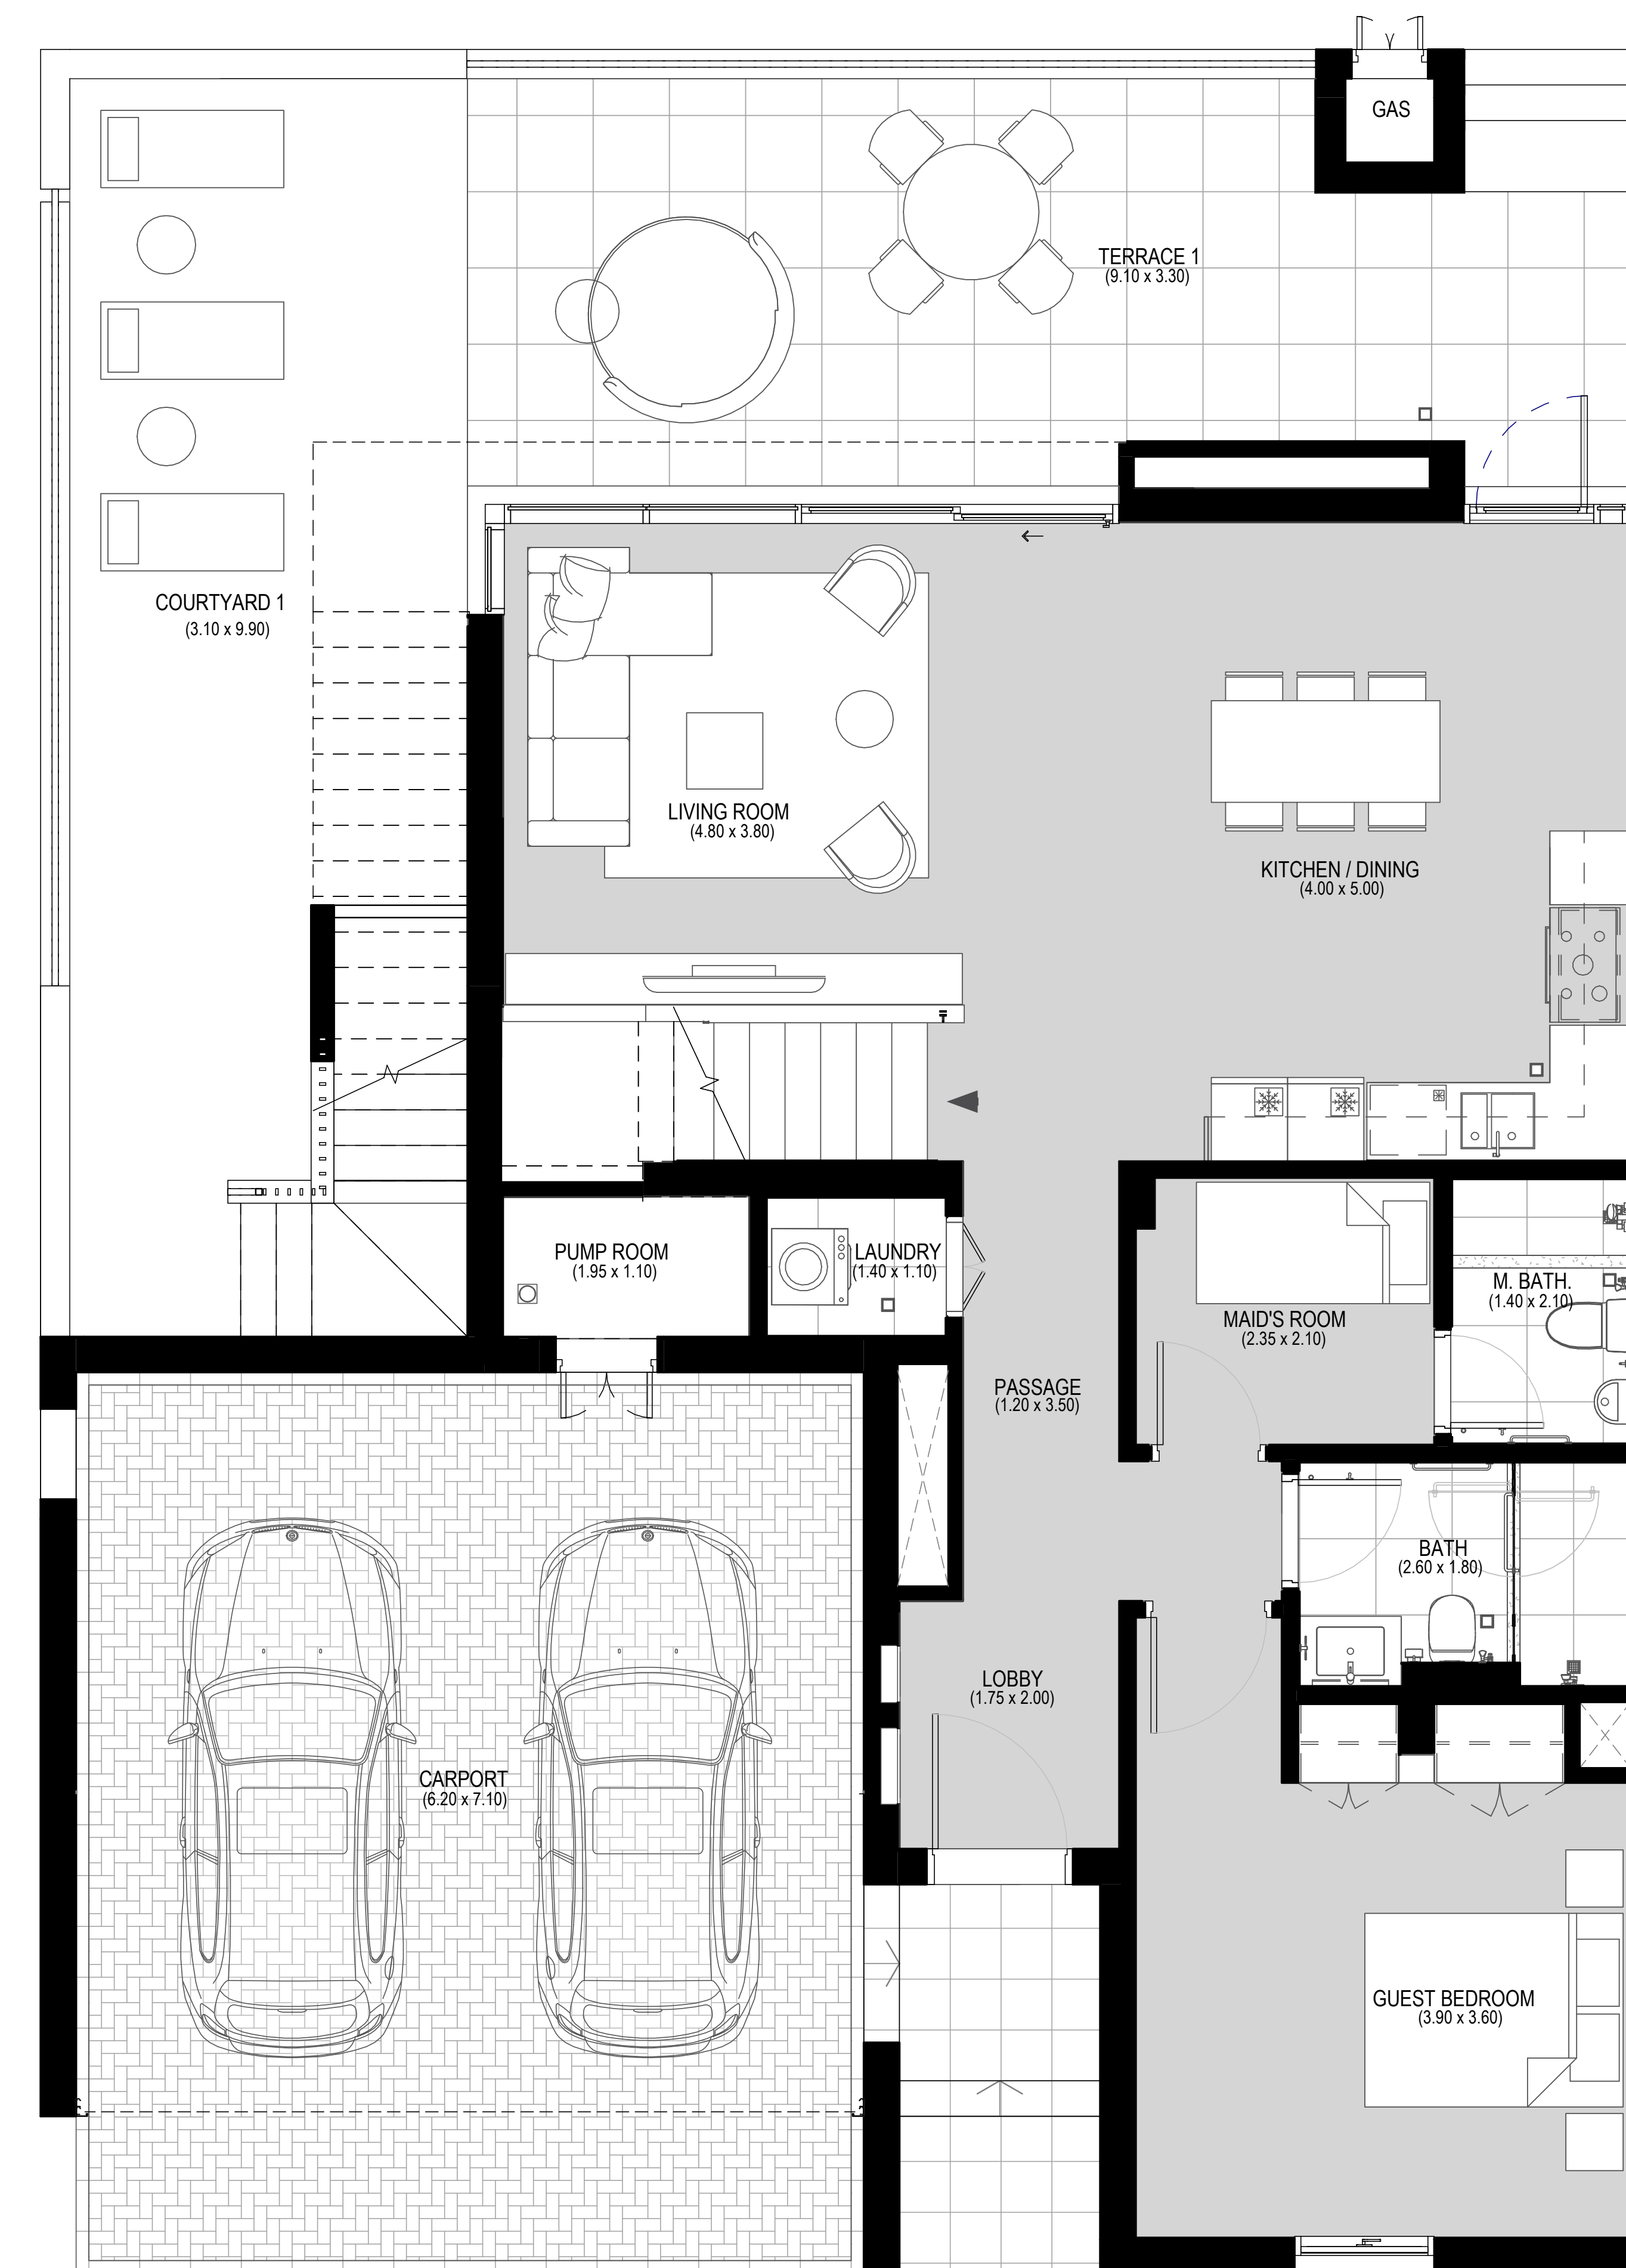 GAS
TERRACE 1
(9.10 x 3.30)
COURTYARD 1
(3.10 x 9.90)
LIVING ROOM
(4.80 x 3.80)
KITCHEN / DINING
(4.00 x 5.00)
PUMP ROOM
(1.95 x 1.10)
LAUNDRY
(1.40 x 1.10)
M. BATH.
(1.40 x 2.10)
MAID'S ROOM
(2.35 x 2.10)
PASSAGE
(1.20 x 3.50)
BATH
(2.60 x 1.80)
LOBBY
(1.75 x 2.00)
CARPORT
(6.20 x 7.10)
GUEST BEDROOM
(3.90 x 3.60)